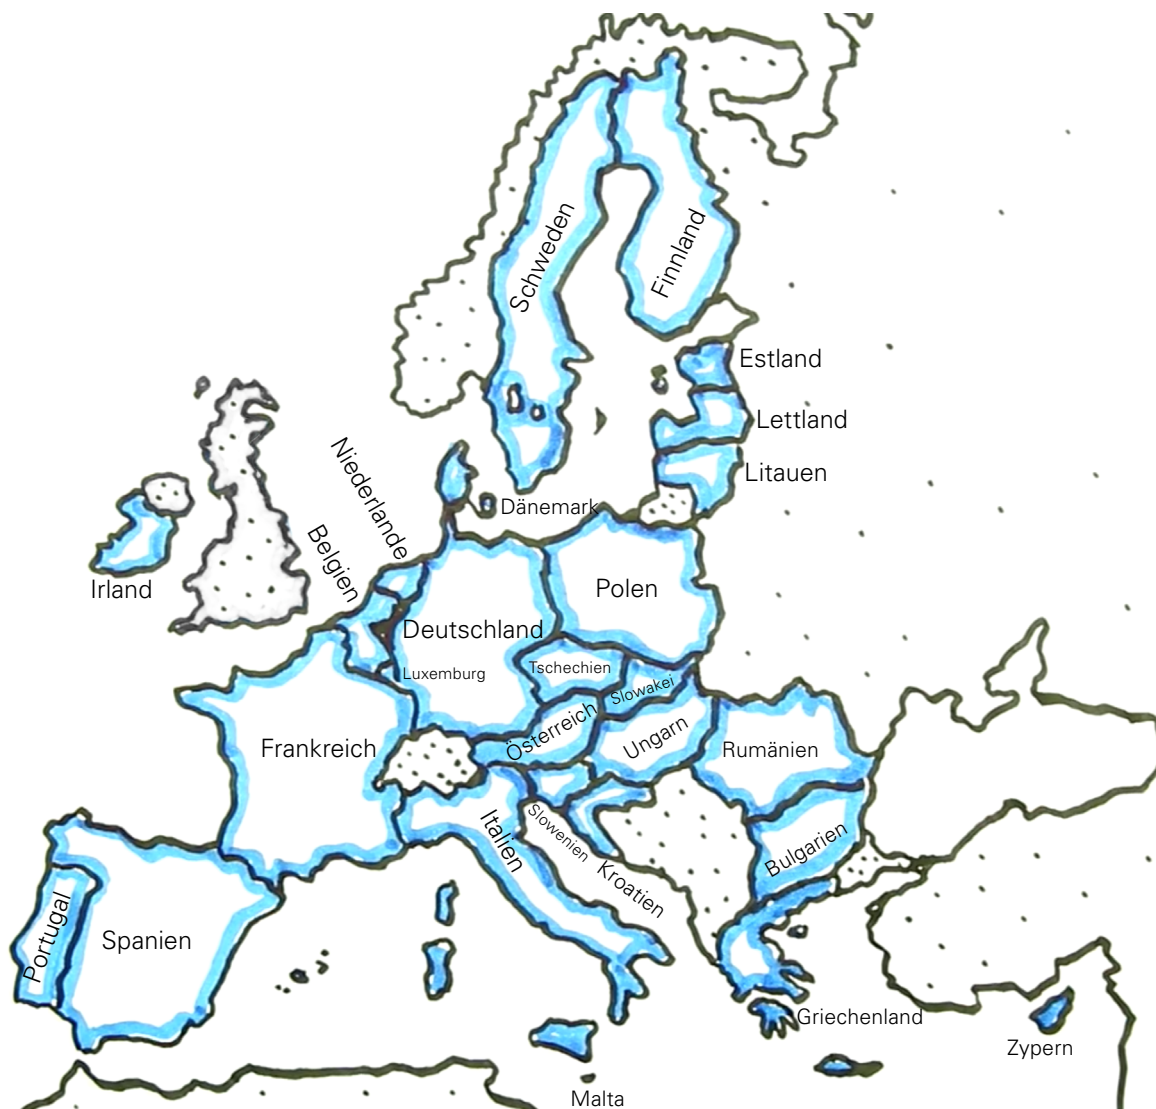 Schweden
Finnland
Estland
Lettland
Litauen
Niederlande
Dänemark
Belgien
Irland
Polen
Deutschland
Luxemburg
Tschechien
Slowakei
Österreich
Ungarn
Frankreich
Rumänien
Italien
Slowenien
Kroatien
Bulgarien
Portugal
Spanien
Griechenland
Zypern
Malta